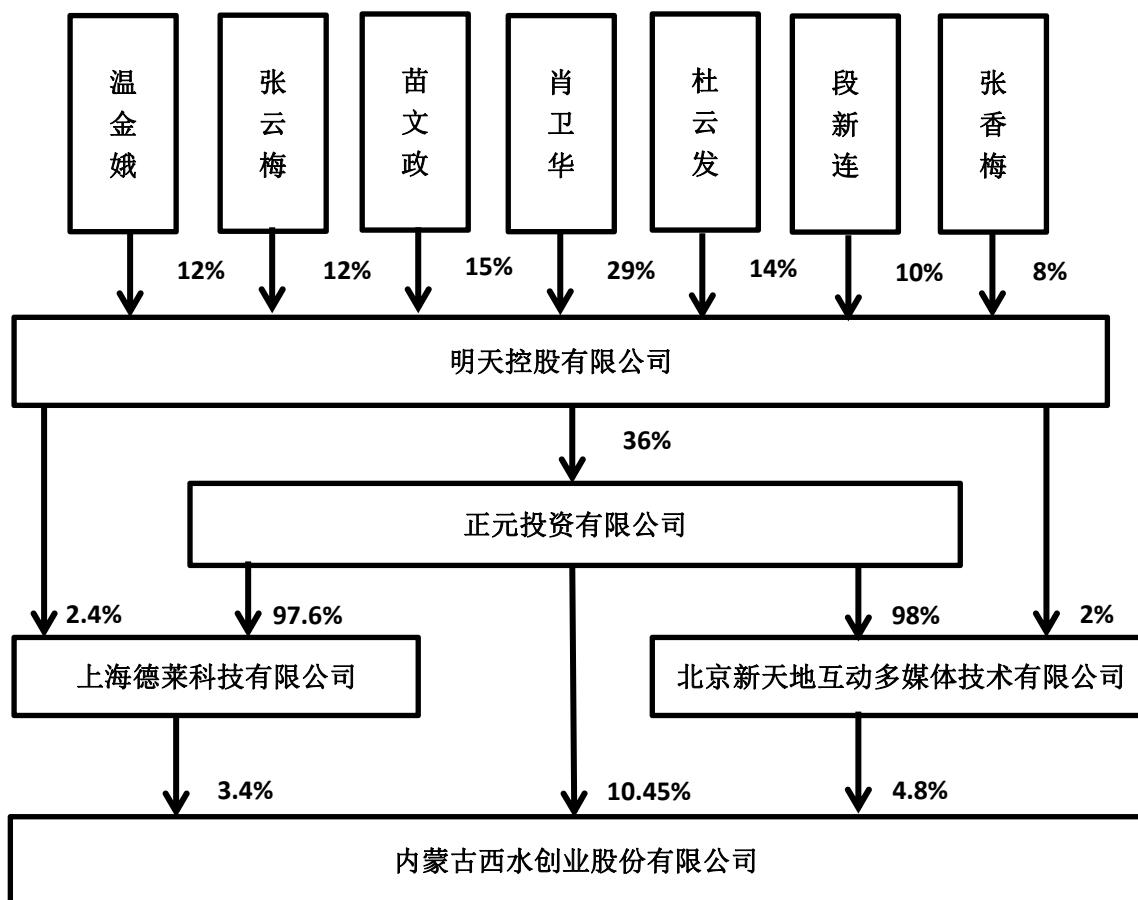 温金娥
张云梅
苗文政
肖卫华
杜云发
段新连
张香梅
12%
12%
15%
29%
14%
10%
8%
明天控股有限公司
36%
正元投资有限公司
2.4%
97.6%
98%
2%
上海德莱科技有限公司
北京新天地互动多媒体技术有限公司
3.4%
10.45%
4.8%
内蒙古西水创业股份有限公司